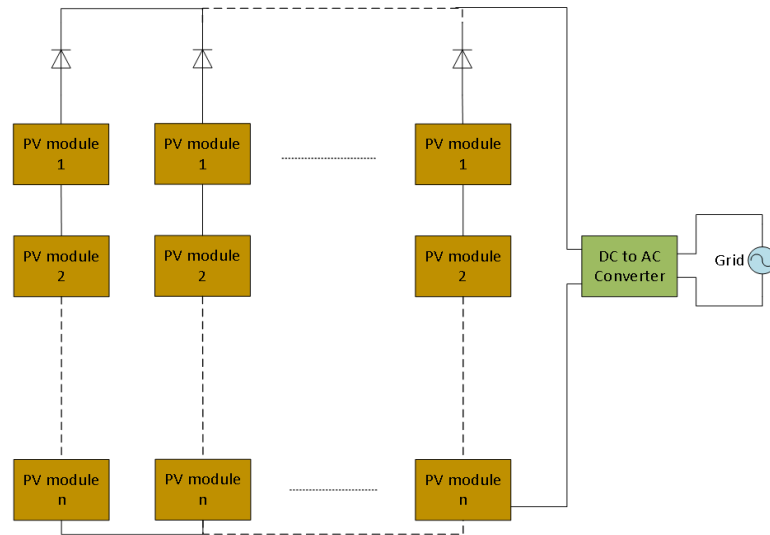 PV module
1
PV module
1
PV module
1
PV module
2
PV module
2
PV module
2
DC to AC
Converter
Grid
PV module
n
PV module
n
PV module
n